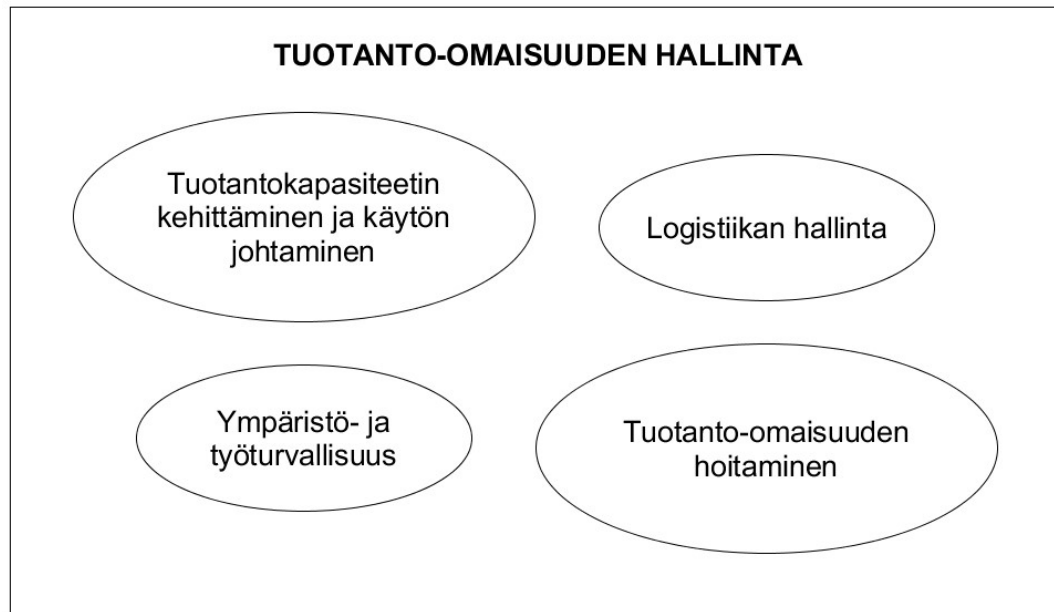 TUOTANTO-OMAISUUDEN HALLINTA
Tuotantokapasiteetin
kehittäminen ja käytön
johtaminen
Logistiikan hallinta
Ympäristö- ja
työturvallisuus
Tuotanto-omaisuuden
hoitaminen